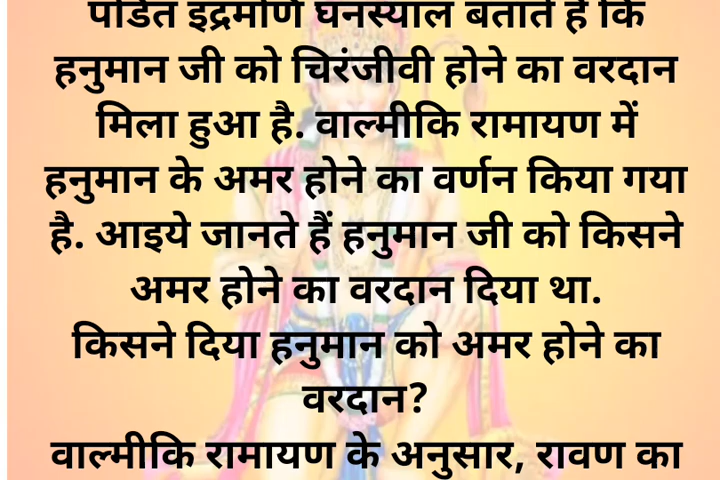 पंडित इंद्रमणि घनस्याल बताते हैं कि
हनुमान जी को चिरंजीवी होने का वरदान
मिला हुआ है. वाल्मीकि रामायण में
हनुमान के अमर होने का वर्णन किया गया
है. आइये जानते हैं हनुमान जी को किसने
अमर होने का वरदान दिया था.
किसने दिया हनुमान को अमर होने का
वरदान?
वाल्मीकि रामायण के अनुसार, रावण का